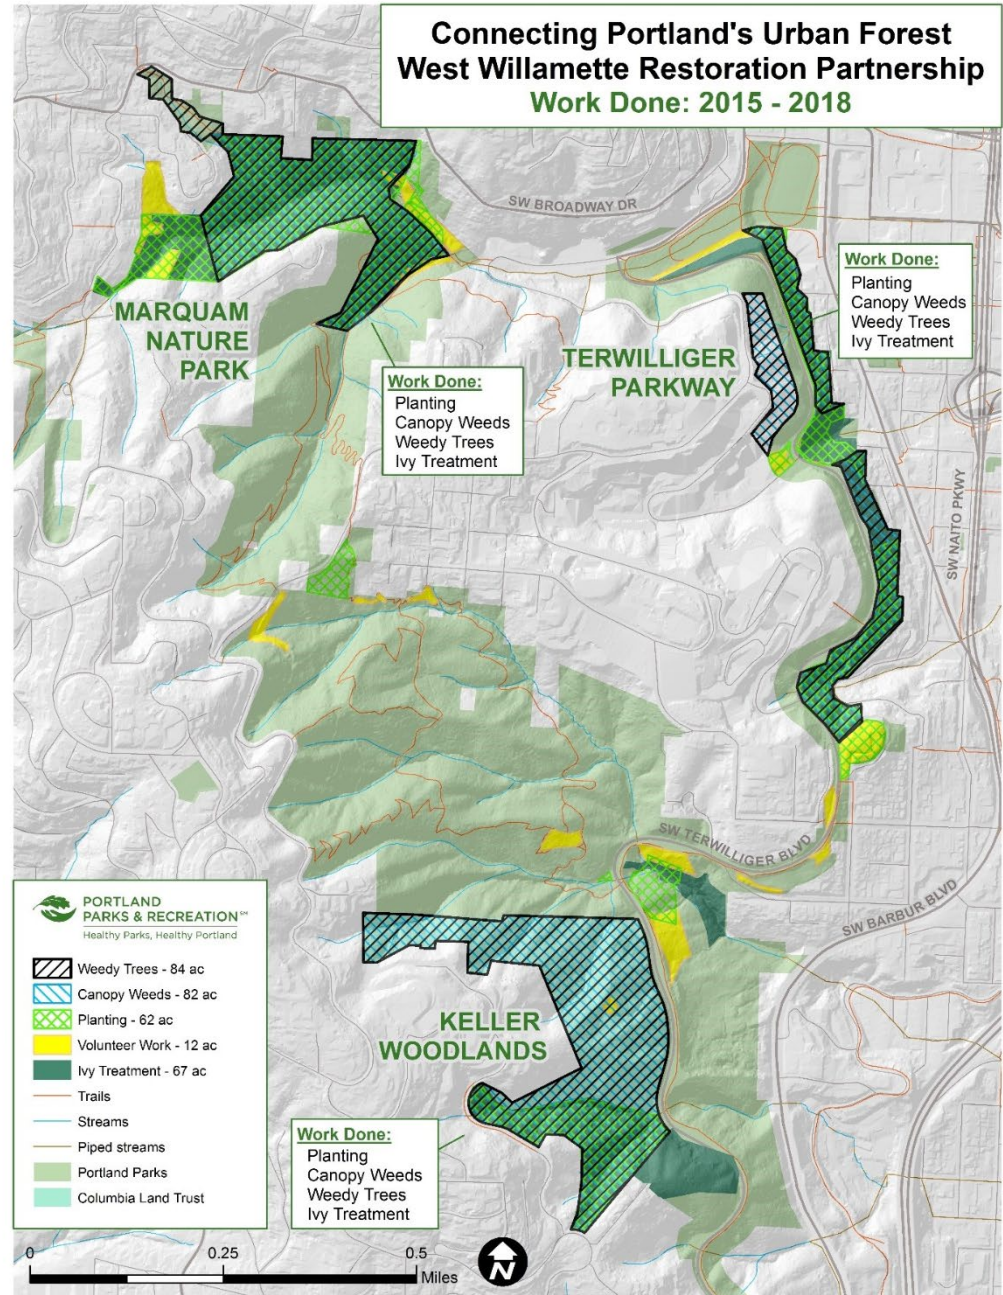 Connecting Portland's Urban Forest
West Willamette Restoration Partnership
Work Done: 2015 - 2018
SW BROADWAY DR
Work Done:
Planting
Canopy Weeds
Weedy Trees
Ivy Treatment
MARQUAM
NATURE
PARK
TERWILLIGER
PARKWAY
Work Done:
Planting
Canopy Weeds
Weedy Trees
Ivy Treatment
SW NAITO PKWY
SW TERWILLIGER BLVD
SW BARBUR BLVD
PORTLAND
PARKS & RECREATION℠
Healthy Parks, Healthy Portland
Weedy Trees - 84 ac
Canopy Weeds - 82 ac
Planting - 62 ac
Volunteer Work - 12 ac
Ivy Treatment - 67 ac
Trails
Streams
Piped streams
Portland Parks
Columbia Land Trust
KELLER
WOODLANDS
Work Done:
Planting
Canopy Weeds
Weedy Trees
Ivy Treatment
0 0.25 0.5
Miles
N